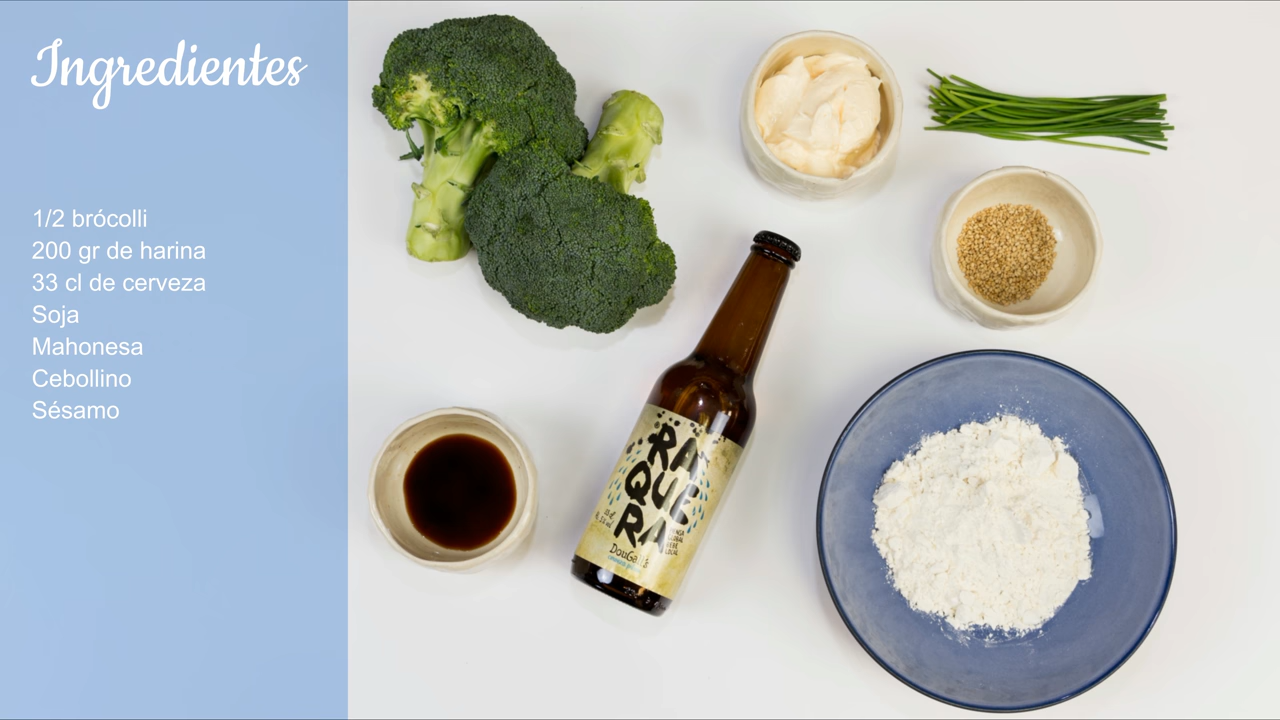 Ingredientes
1/2 brócolli
200 gr de harina
33 cl de cerveza
Soja
Mahonesa
Cebollino
Sésamo
RA
QUE
RA
DouGall's